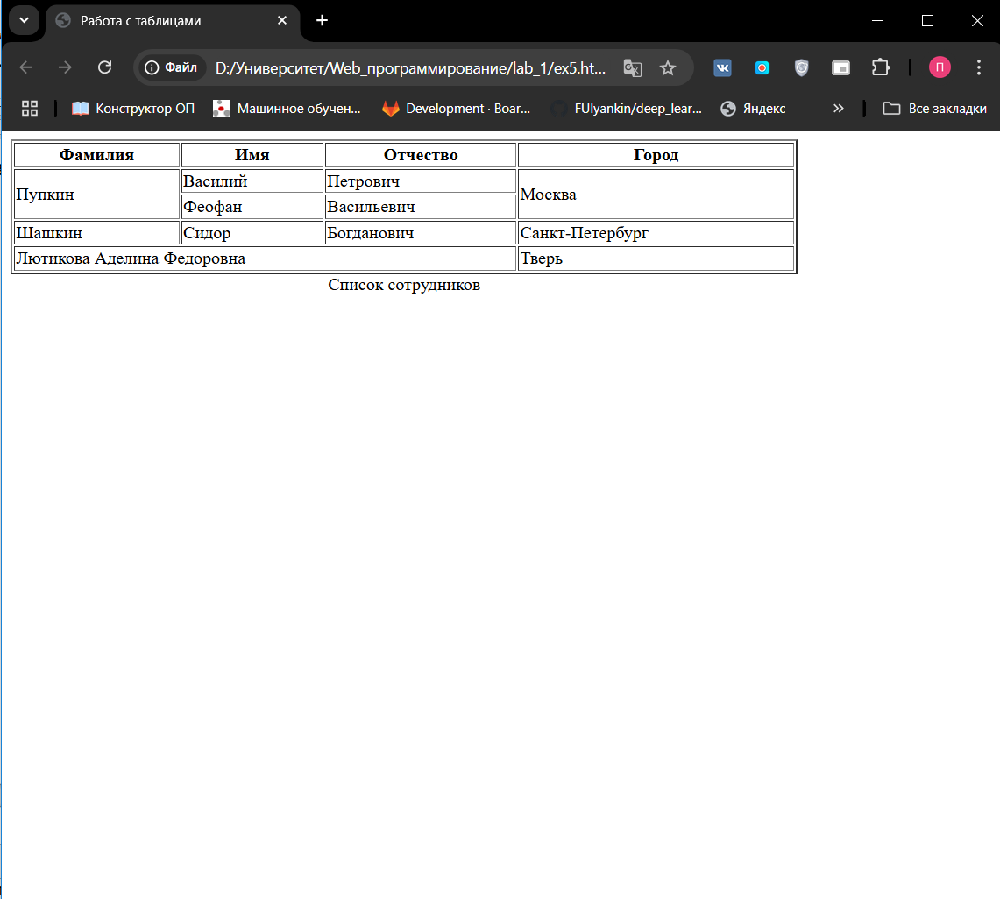 Работа с таблицами
Файл D:/Университет/Web_программирование/lab_1/ex5.ht...
Конструктор ОП Машинное обучен... Development · Boar... FUlyankin/deep_lear... Яндекс » Все закладки
Фамилия Имя Отчество Город
Пупкин Василий Петрович Москва
Феофан Васильевич
Шашкин Сидор Богданович Санкт-Петербург
Лютикова Аделина Федоровна Тверь
Список сотрудников